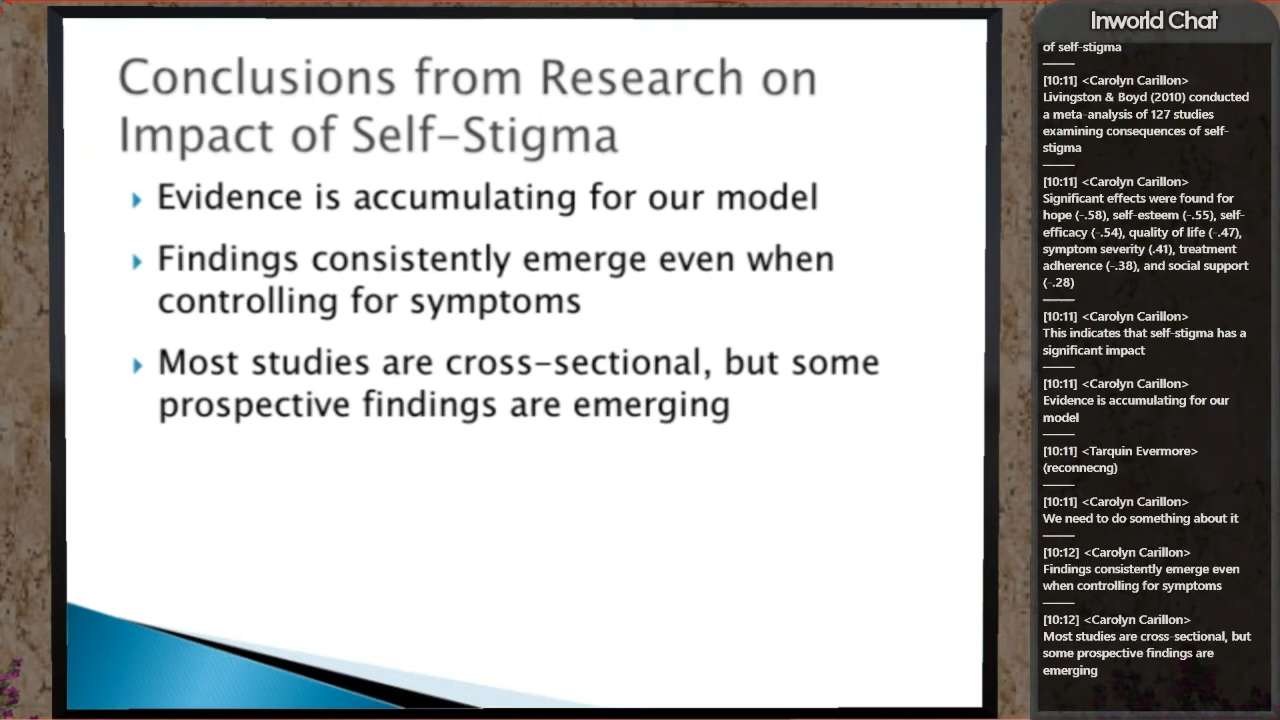 Conclusions from Research on
Impact of Self-Stigma
Evidence is accumulating for our model
Findings consistently emerge even when
controlling for symptoms
Most studies are cross-sectional, but some
prospective findings are emerging
Inworld Chat
of self-stigma
[10:11] <Carolyn Carillon>
Livingston & Boyd (2010) conducted
a meta-analysis of 127 studies
examining consequences of self-
stigma
[10:11] <Carolyn Carillon>
Significant effects were found for
hope (-.58), self-esteem (-.55), self-
efficacy (-.54), quality of life (-.47),
symptom severity (.41), treatment
adherence (-.38), and social support
(-.28)
[10:11] <Carolyn Carillon>
This indicates that self-stigma has a
significant impact
[10:11] <Carolyn Carillon>
Evidence is accumulating for our
model
[10:11] <Tarquin Evermore>
(reconnecng)
[10:11] <Carolyn Carillon>
We need to do something about it
[10:12] <Carolyn Carillon>
Findings consistently emerge even
when controlling for symptoms
[10:12] <Carolyn Carillon>
Most studies are cross-sectional, but
some prospective findings are
emerging